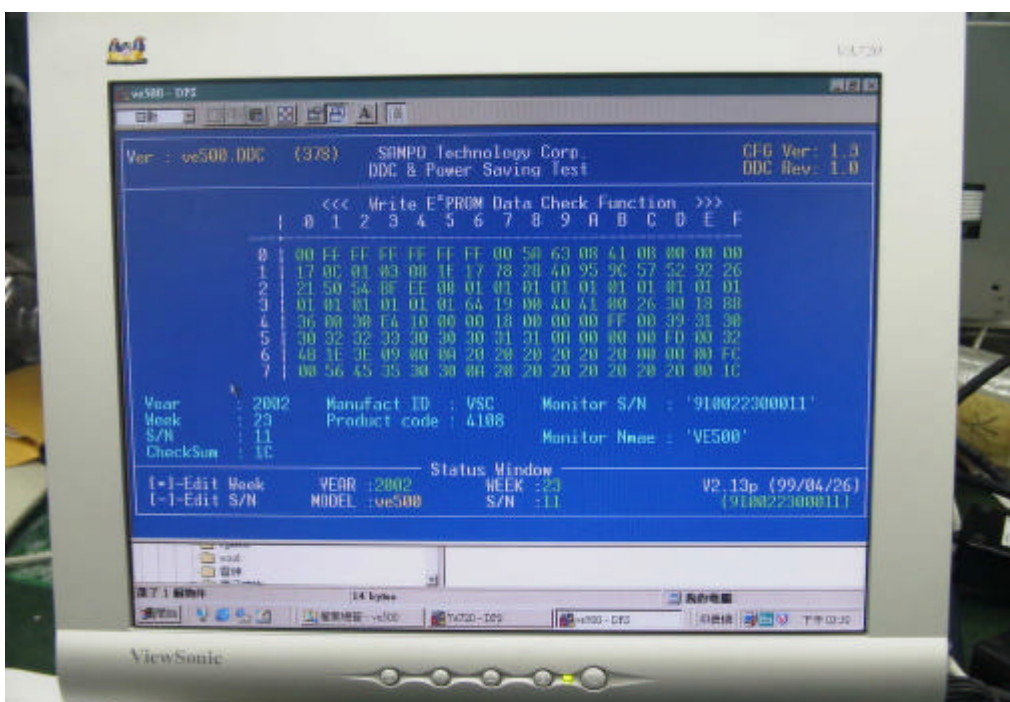 VA720
ve500 - DFS
自動
A
Ver : ve500.DDC (378) SAMPO Technology Corp. CFG Ver: 1.3
DDC & Power Saving Test DDC Rev: 1.0
<<< Write E²PROM Data Check Function >>>
0 1 2 3 4 5 6 7 8 9 A B C D E F
0 00 FF FF FF FF FF FF 00 5A 63 08 41 0B 00 00 00
1 17 0C 01 03 08 1E 17 78 28 40 95 9C 57 52 92 26
2 21 50 54 BF EE 00 01 01 01 01 01 01 01 01 01 01
3 01 01 01 01 01 01 64 19 00 40 41 00 26 30 18 88
4 36 00 30 E4 10 00 00 18 00 00 00 FF 00 39 31 30
5 30 32 32 33 30 30 30 31 31 0A 00 00 00 FD 00 32
6 4B 1E 3E 09 00 0A 20 20 20 20 20 20 00 00 00 FC
7 00 56 45 35 30 30 0A 20 20 20 20 20 20 20 00 1C
Year : 2002 Manufact ID : VSC Monitor S/N : '910022300011'
Week : 23 Product code : 4108
S/N : 11 Monitor Nmae : 'VE500'
CheckSum : 1C
Status Window
[+]-Edit Week YEAR :2002 WEEK :23 V2.13p (99/04/26)
[-]-Edit S/N MODEL :ve500 S/N :11 [910022300011]
14 bytes 我的電腦
ve500 - DFS
ViewSonic